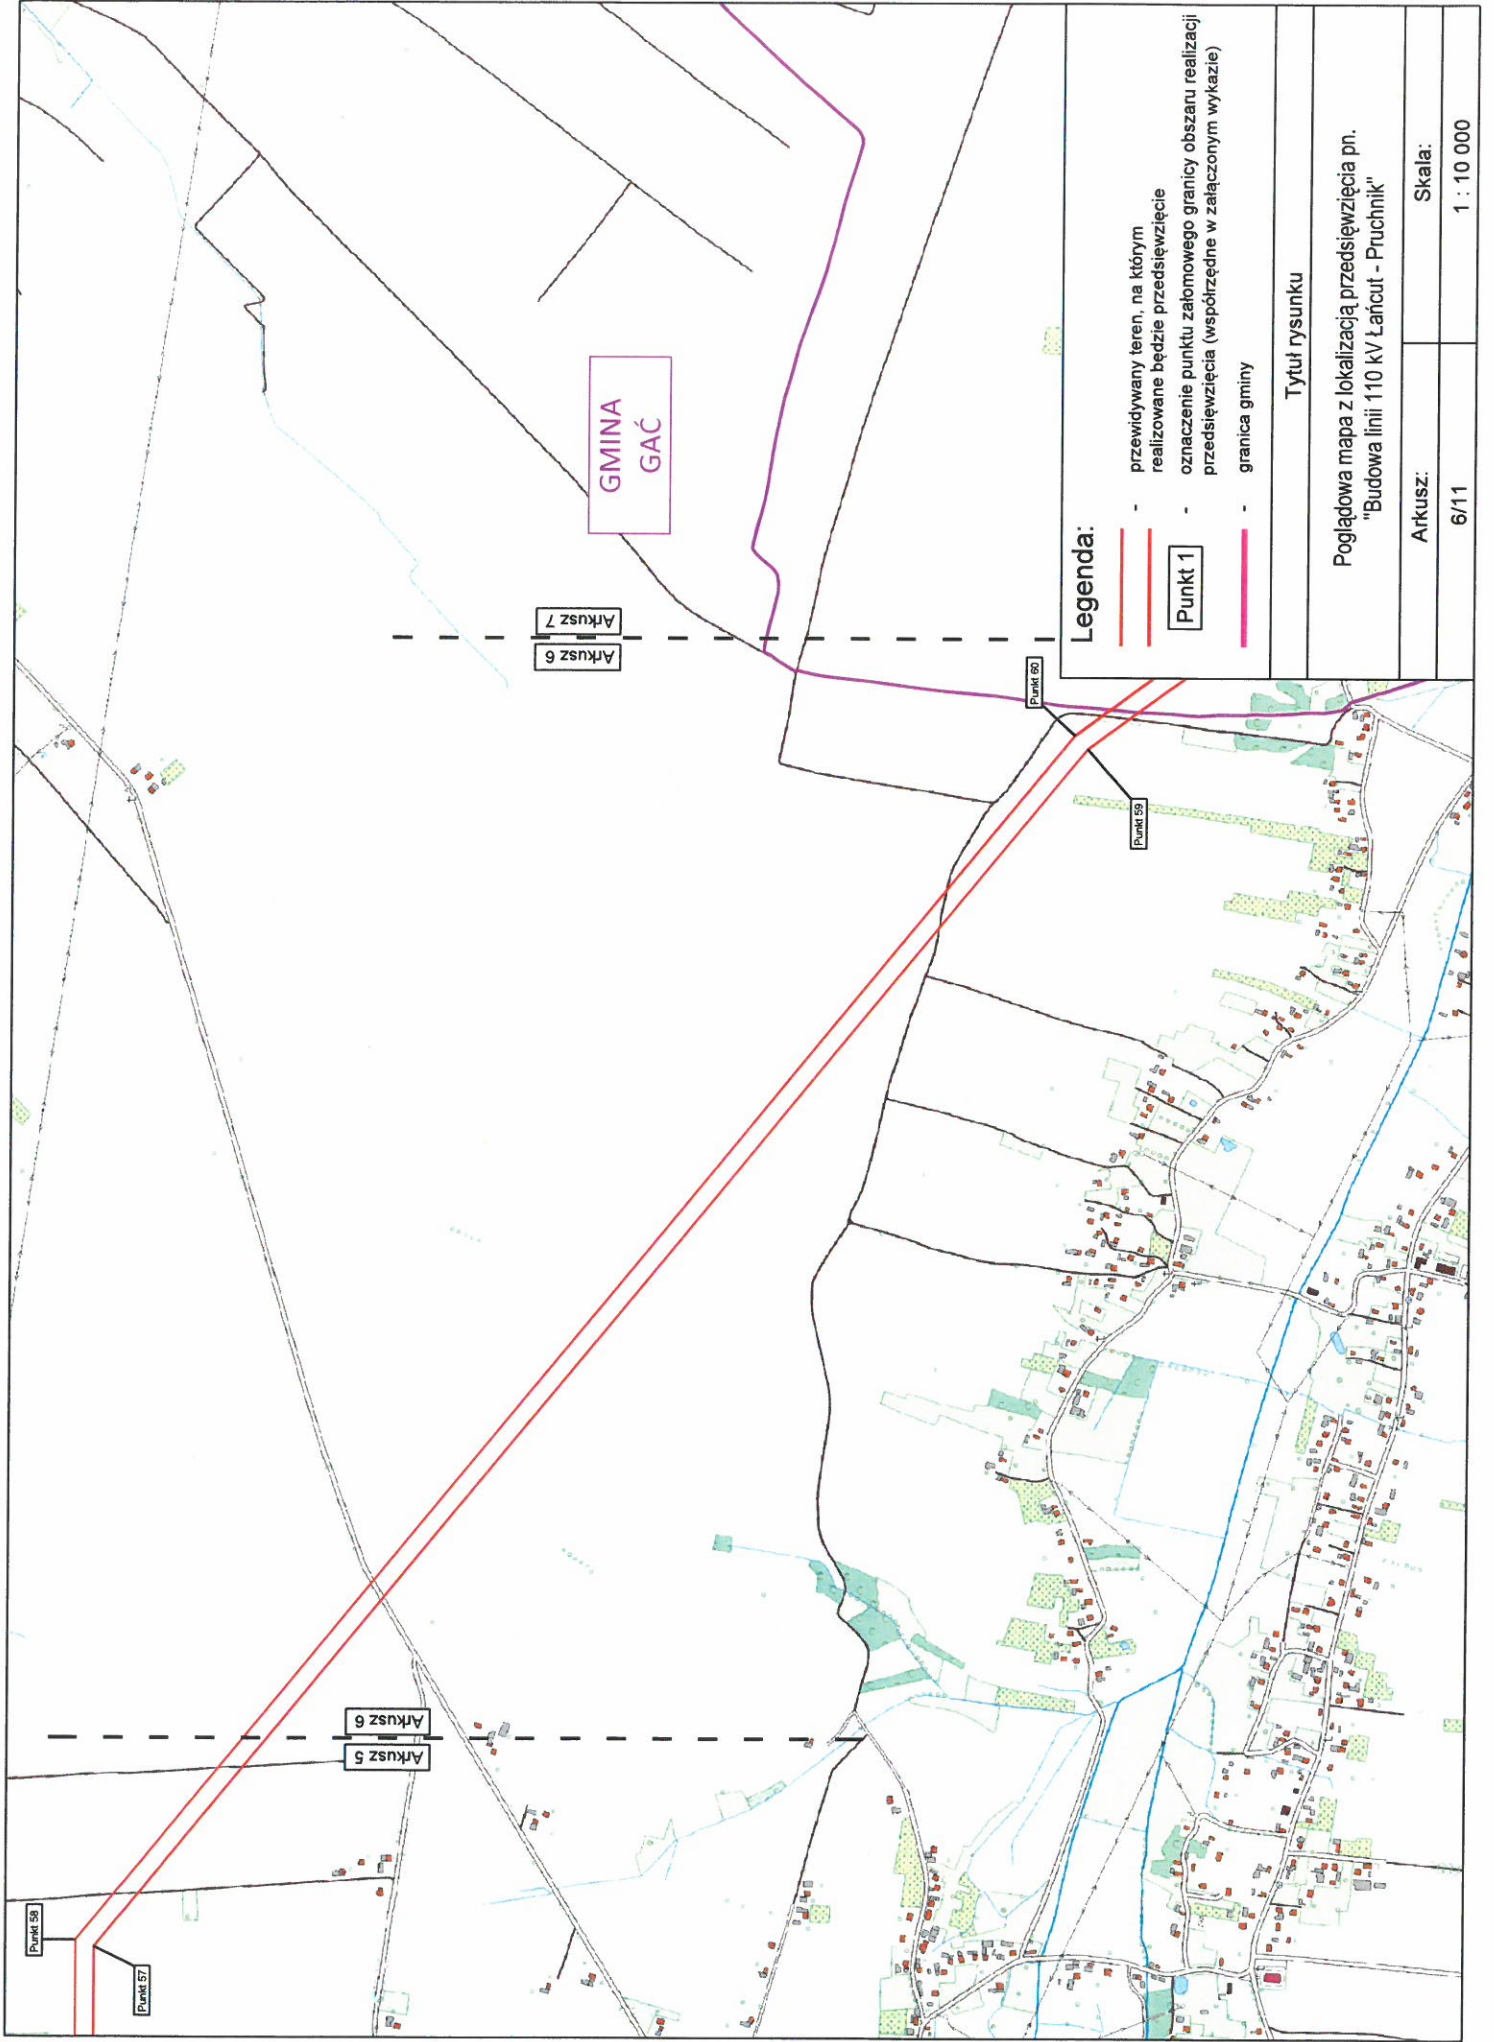 Punkt 58
Punkt 57
Arkusz 5
Arkusz 6
Arkusz 6
Arkusz 7
GMINA
GAĆ
Punkt 60
Punkt 59
Legenda:
- przewidywany teren, na którym
realizowane będzie przedsięwzięcie
Punkt 1 - oznaczenie punktu załomowego granicy obszaru realizacji
przedsięwzięcia (współrzędne w załączonym wykazie)
- granica gminy
Tytuł rysunku
Poglądowa mapa z lokalizacją przedsięwzięcia pn.
"Budowa linii 110 kV Łańcut - Pruchnik"
Arkusz: Skala:
6/11 1 : 10 000